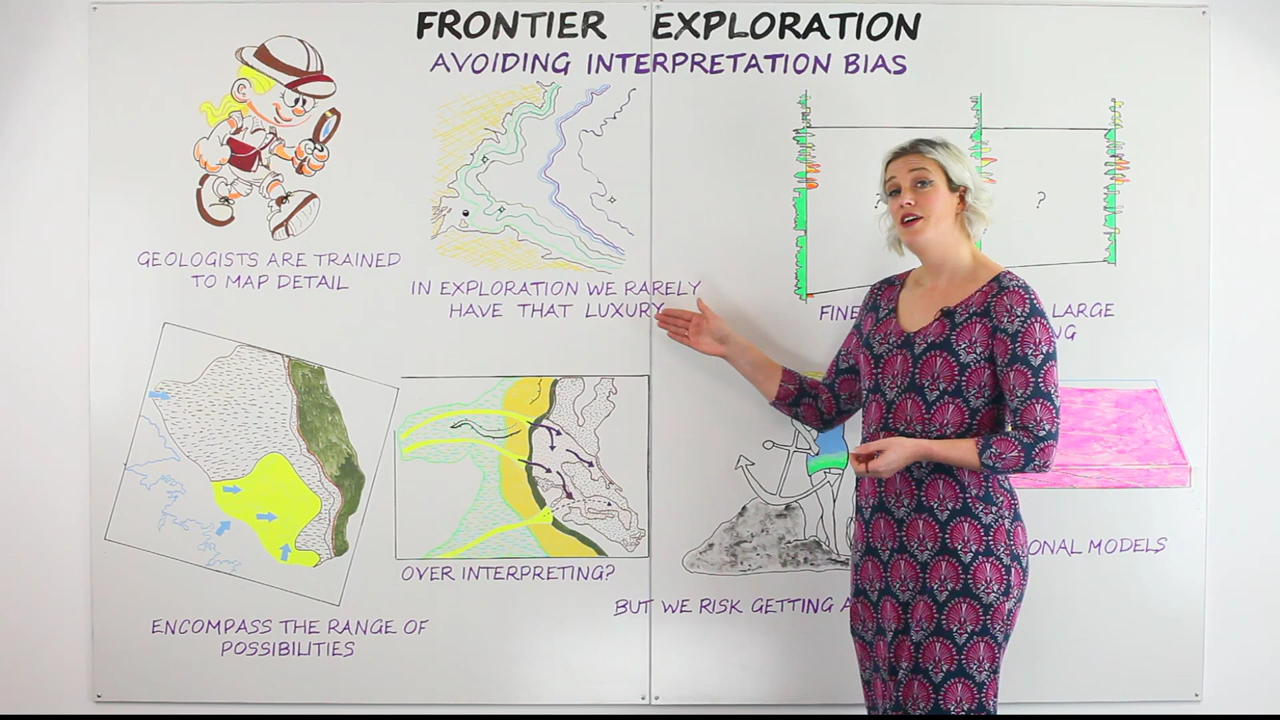 FRONTIER EXPLORATION
AVOIDING INTERPRETATION BIAS
GEOLOGISTS ARE TRAINED
TO MAP DETAIL
IN EXPLORATION WE RARELY
HAVE THAT LUXURY
?
LARGE
ENCOMPASS THE RANGE OF
POSSIBILITIES
OVER INTERPRETING?
BUT WE RISK GETTING
MODELS